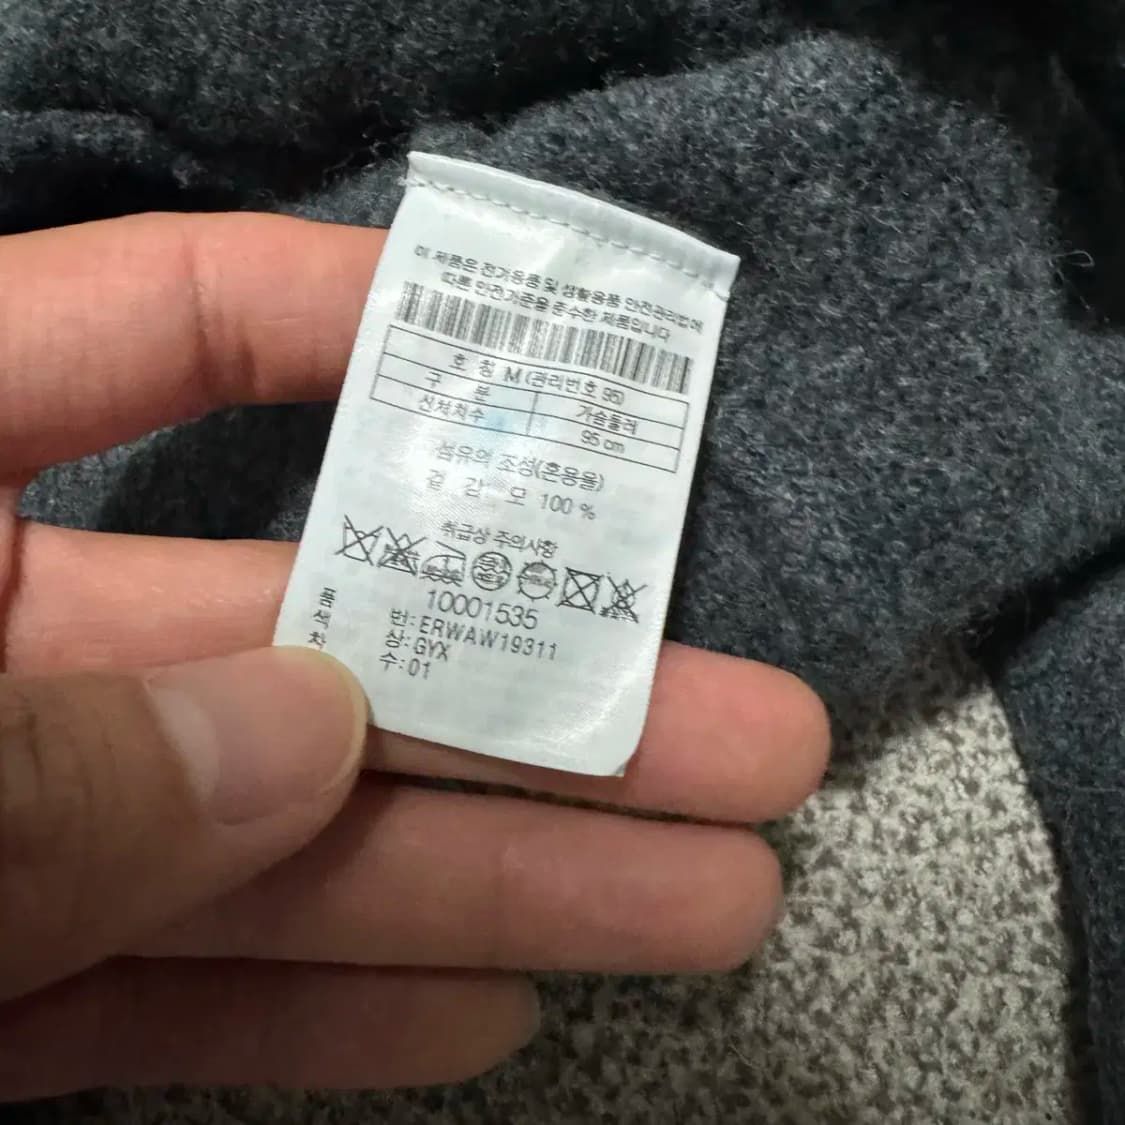 이 제품은 전기용품 및 생활용품 안전관리법에
따른 안전기준을 준수한 제품입니다
호 칭 M (관리번호 95)
구 분 가슴둘레
신체치수 95 cm
섬유의 조성(혼용율)
겉 감 모 100 %
취급상 주의사항
10001535
품 번: ERWAW19311
색 상: GYX
차 수: 01